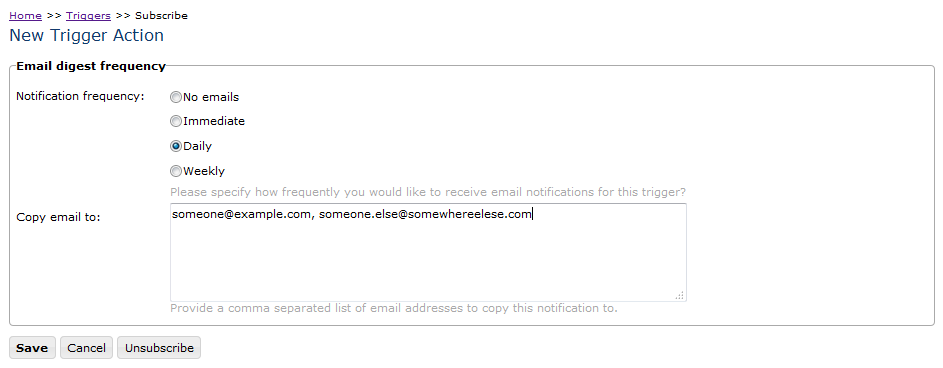 Home >> Triggers >> Subscribe
New Trigger Action
Email digest frequency
Notification frequency:
No emails
Immediate
Daily
Weekly
Please specify how frequently you would like to receive email notifications for this trigger?
Copy email to:
someone@example.com, someone.else@somewhereelese.com
Provide a comma separated list of email addresses to copy this notification to.
Save Cancel Unsubscribe